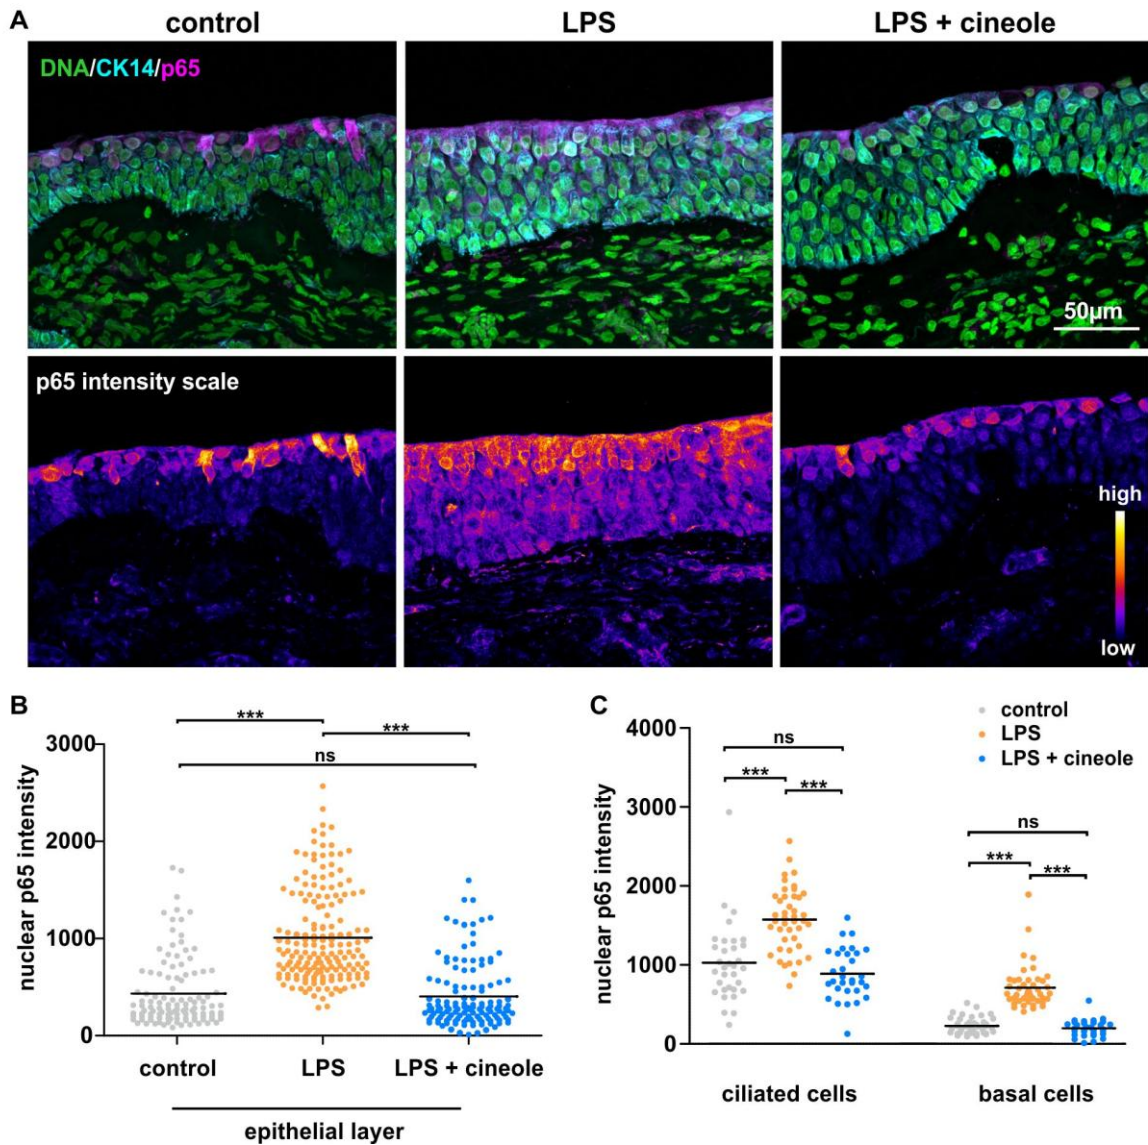 A
control
LPS
LPS + cineole
DNA/CK14/p65
50µm
p65 intensity scale
high
low
B
***
***
ns
3000
2000
1000
0
nuclear p65 intensity
control
LPS
LPS + cineole
epithelial layer
C
control
LPS
LPS + cineole
4000
3000
2000
1000
0
nuclear p65 intensity
ns
***
***
ns
***
***
ciliated cells
basal cells